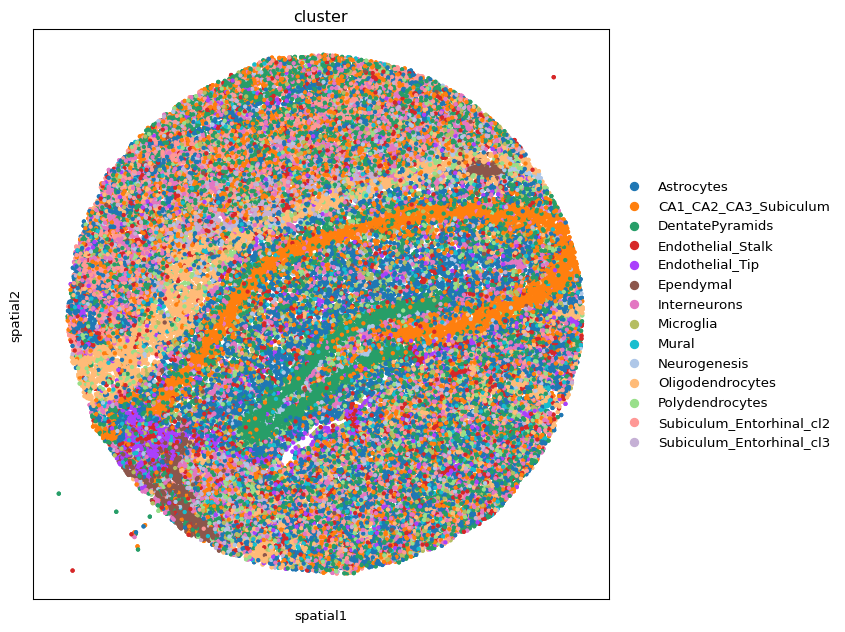 cluster
spatial2
spatial1
Astrocytes
CA1_CA2_CA3_Subiculum
DentatePyramids
Endothelial_Stalk
Endothelial_Tip
Ependymal
Interneurons
Microglia
Mural
Neurogenesis
Oligodendrocytes
Polydendrocytes
Subiculum_Entorhinal_cl2
Subiculum_Entorhinal_cl3